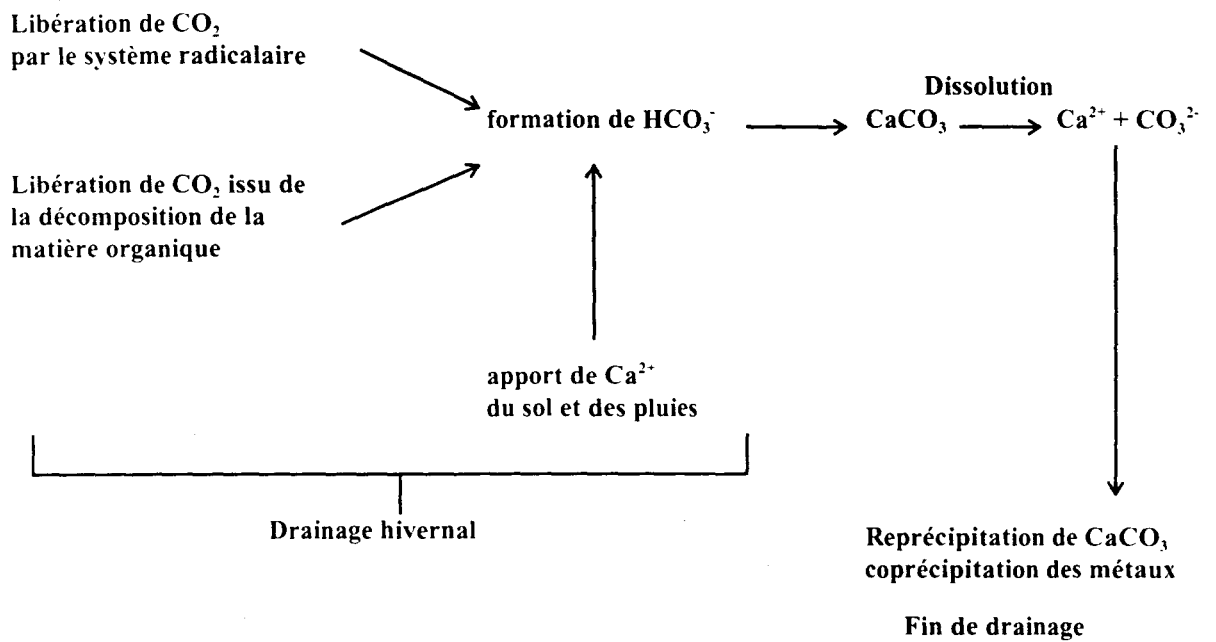 Libération de CO₂
par le système radicalaire
Dissolution
formation de HCO₃⁻
CaCO₃
Ca²⁺ + CO₃²⁻
Libération de CO₂ issu de
la décomposition de la
matière organique
apport de Ca²⁺
du sol et des pluies
Drainage hivernal
Reprécipitation de CaCO₃
coprécipitation des métaux
Fin de drainage